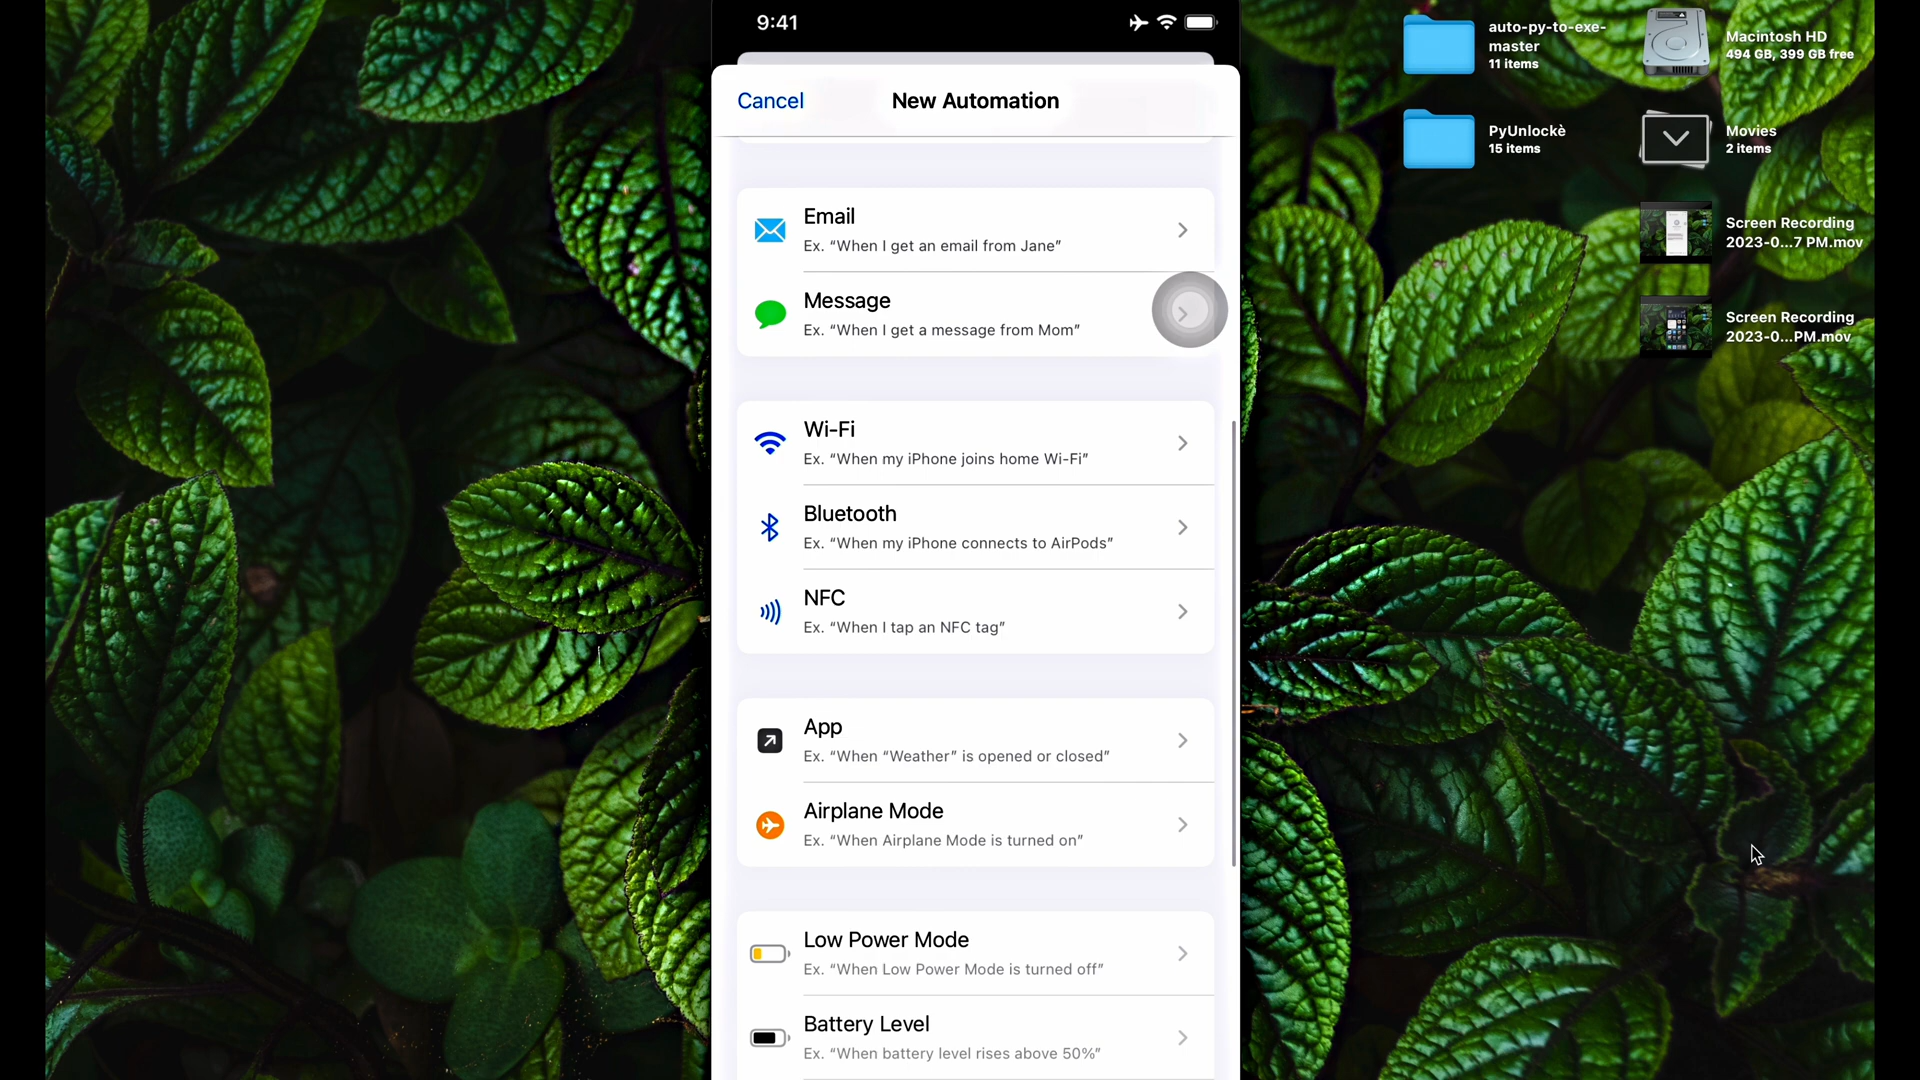 9:41
Cancel
New Automation
Email
Ex. “When I get an email from Jane”
Message
Ex. “When I get a message from Mom”
Wi-Fi
Ex. “When my iPhone joins home Wi-Fi”
Bluetooth
Ex. “When my iPhone connects to AirPods”
NFC
Ex. “When I tap an NFC tag”
App
Ex. “When “Weather” is opened or closed”
Airplane Mode
Ex. “When Airplane Mode is turned on”
Low Power Mode
Ex. “When Low Power Mode is turned off”
Battery Level
Ex. “When battery level rises above 50%”
auto-py-to-exe-
master
11 items
Macintosh HD
494 GB, 399 GB free
PyUnlockè
15 items
Movies
2 items
Screen Recording
2023-0...7 PM.mov
Screen Recording
2023-0...PM.mov